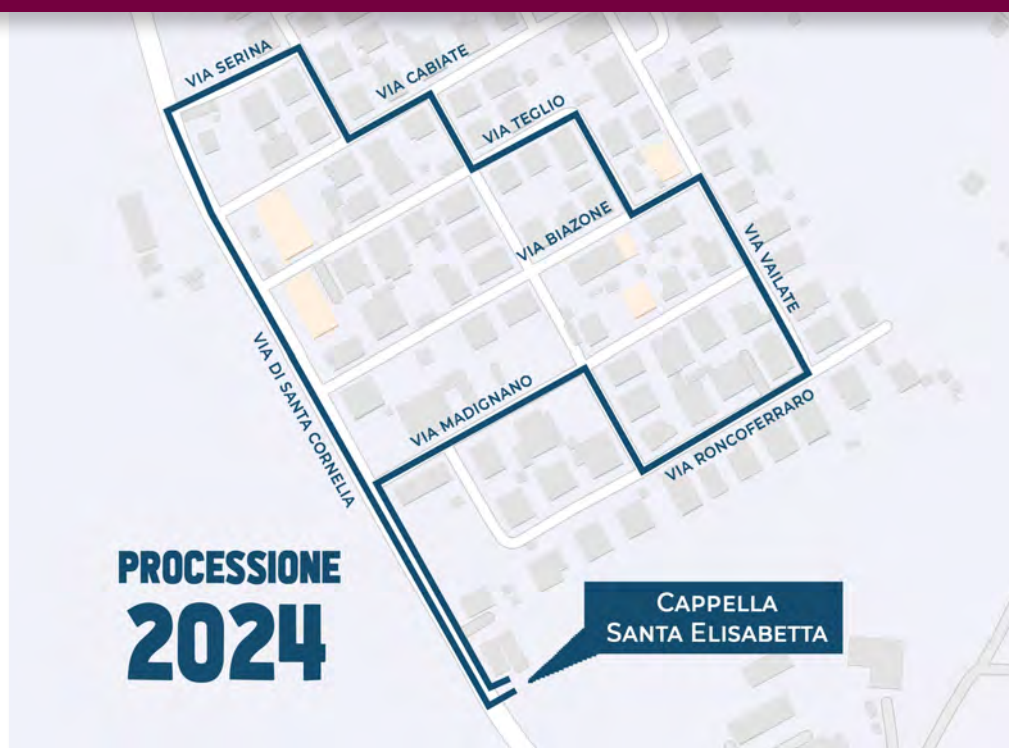 VIA SERINA
VIA CABIATE
VIA TEGLIO
VIA BIAZONE
VIA VAILATE
VIA DI SANTA CORNELIA
VIA MADIGNANO
VIA RONCOFERRARO
PROCESSIONE
2024
CAPPELLA
SANTA ELISABETTA